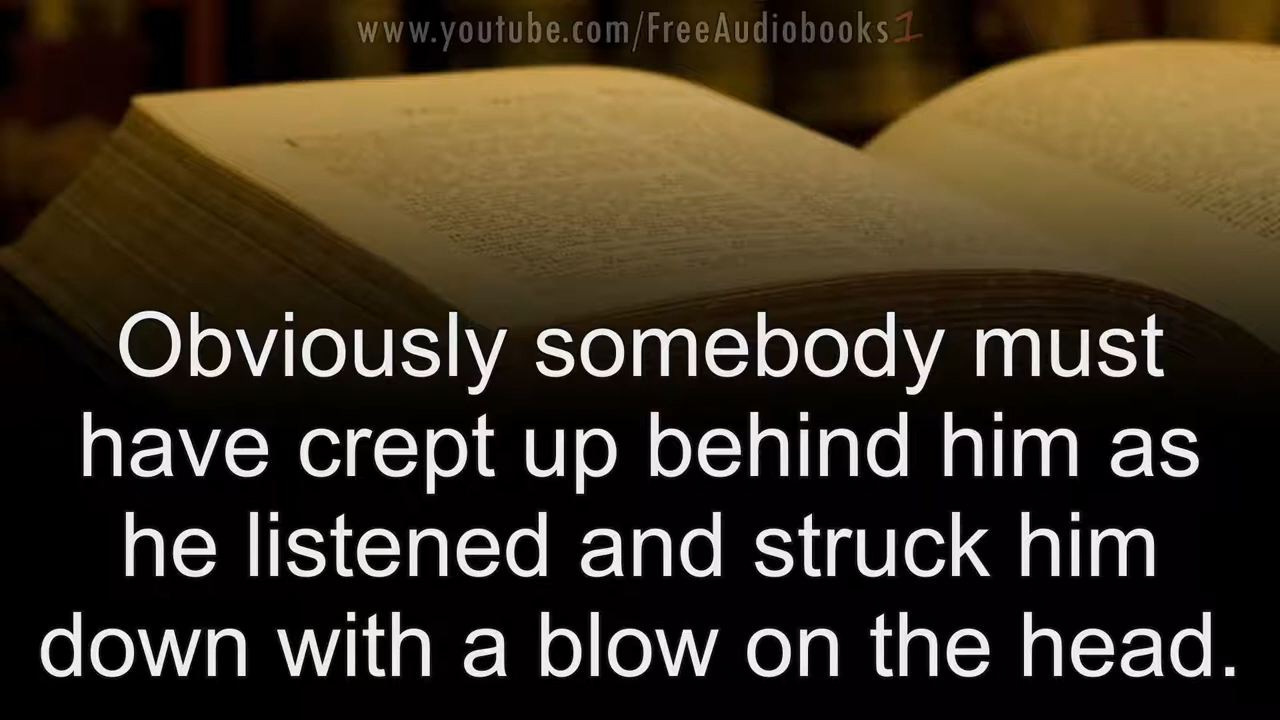 www.youtube.com/FreeAudiobooks1
Obviously somebody must
have crept up behind him as
he listened and struck him
down with a blow on the head.